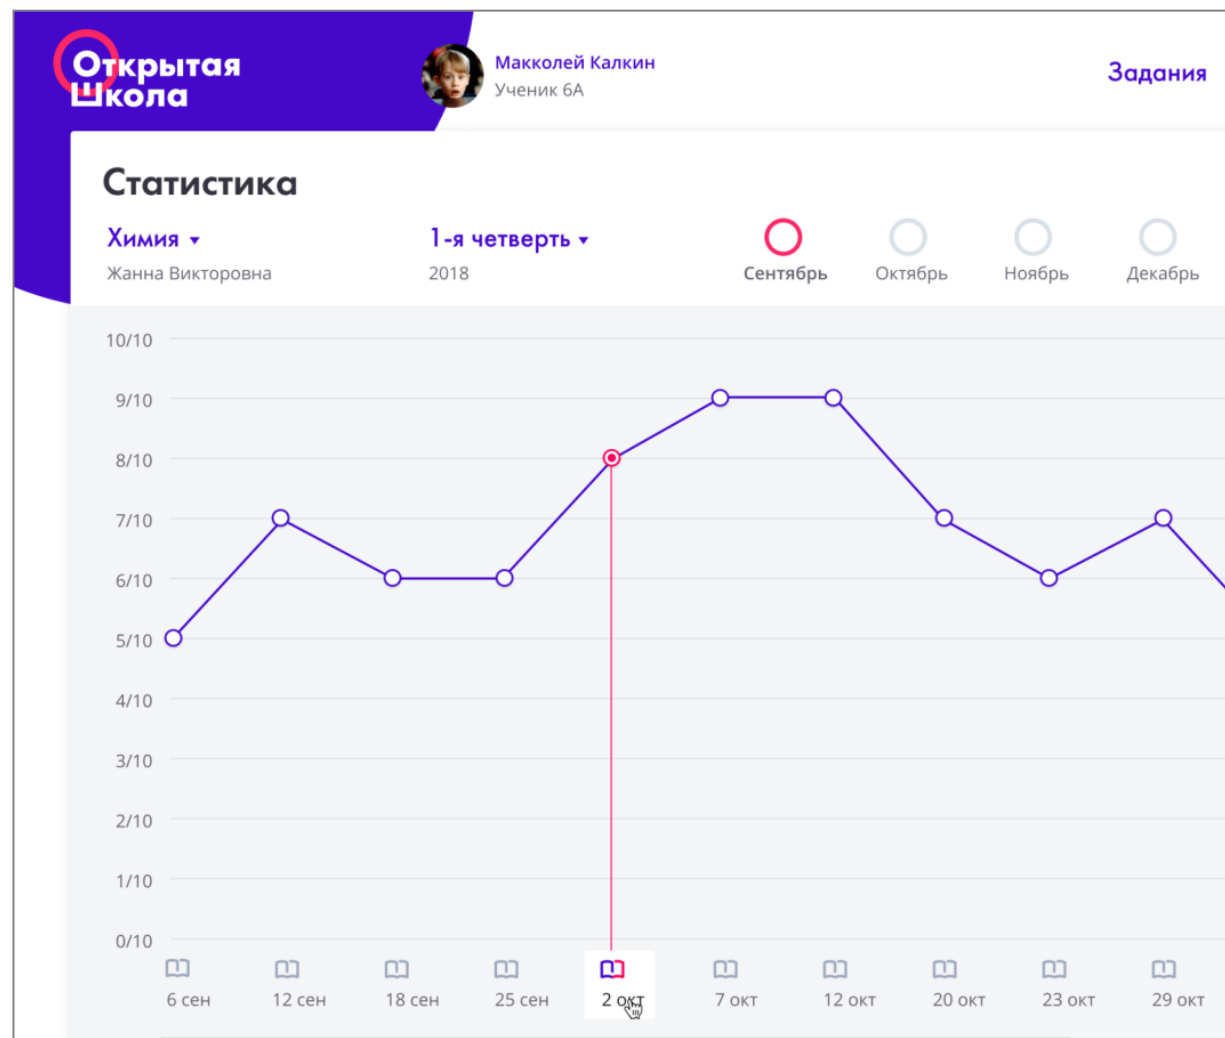 Открытая
Школа
Макколей Калкин
Ученик 6А
Задания
Статистика
Химия
Жанна Викторовна
1-я четверть
2018
Сентябрь
Октябрь
Ноябрь
Декабрь
10/10
9/10
8/10
7/10
6/10
5/10
4/10
3/10
2/10
1/10
0/10
6 сен
12 сен
18 сен
25 сен
2 окт
7 окт
12 окт
20 окт
23 окт
29 окт